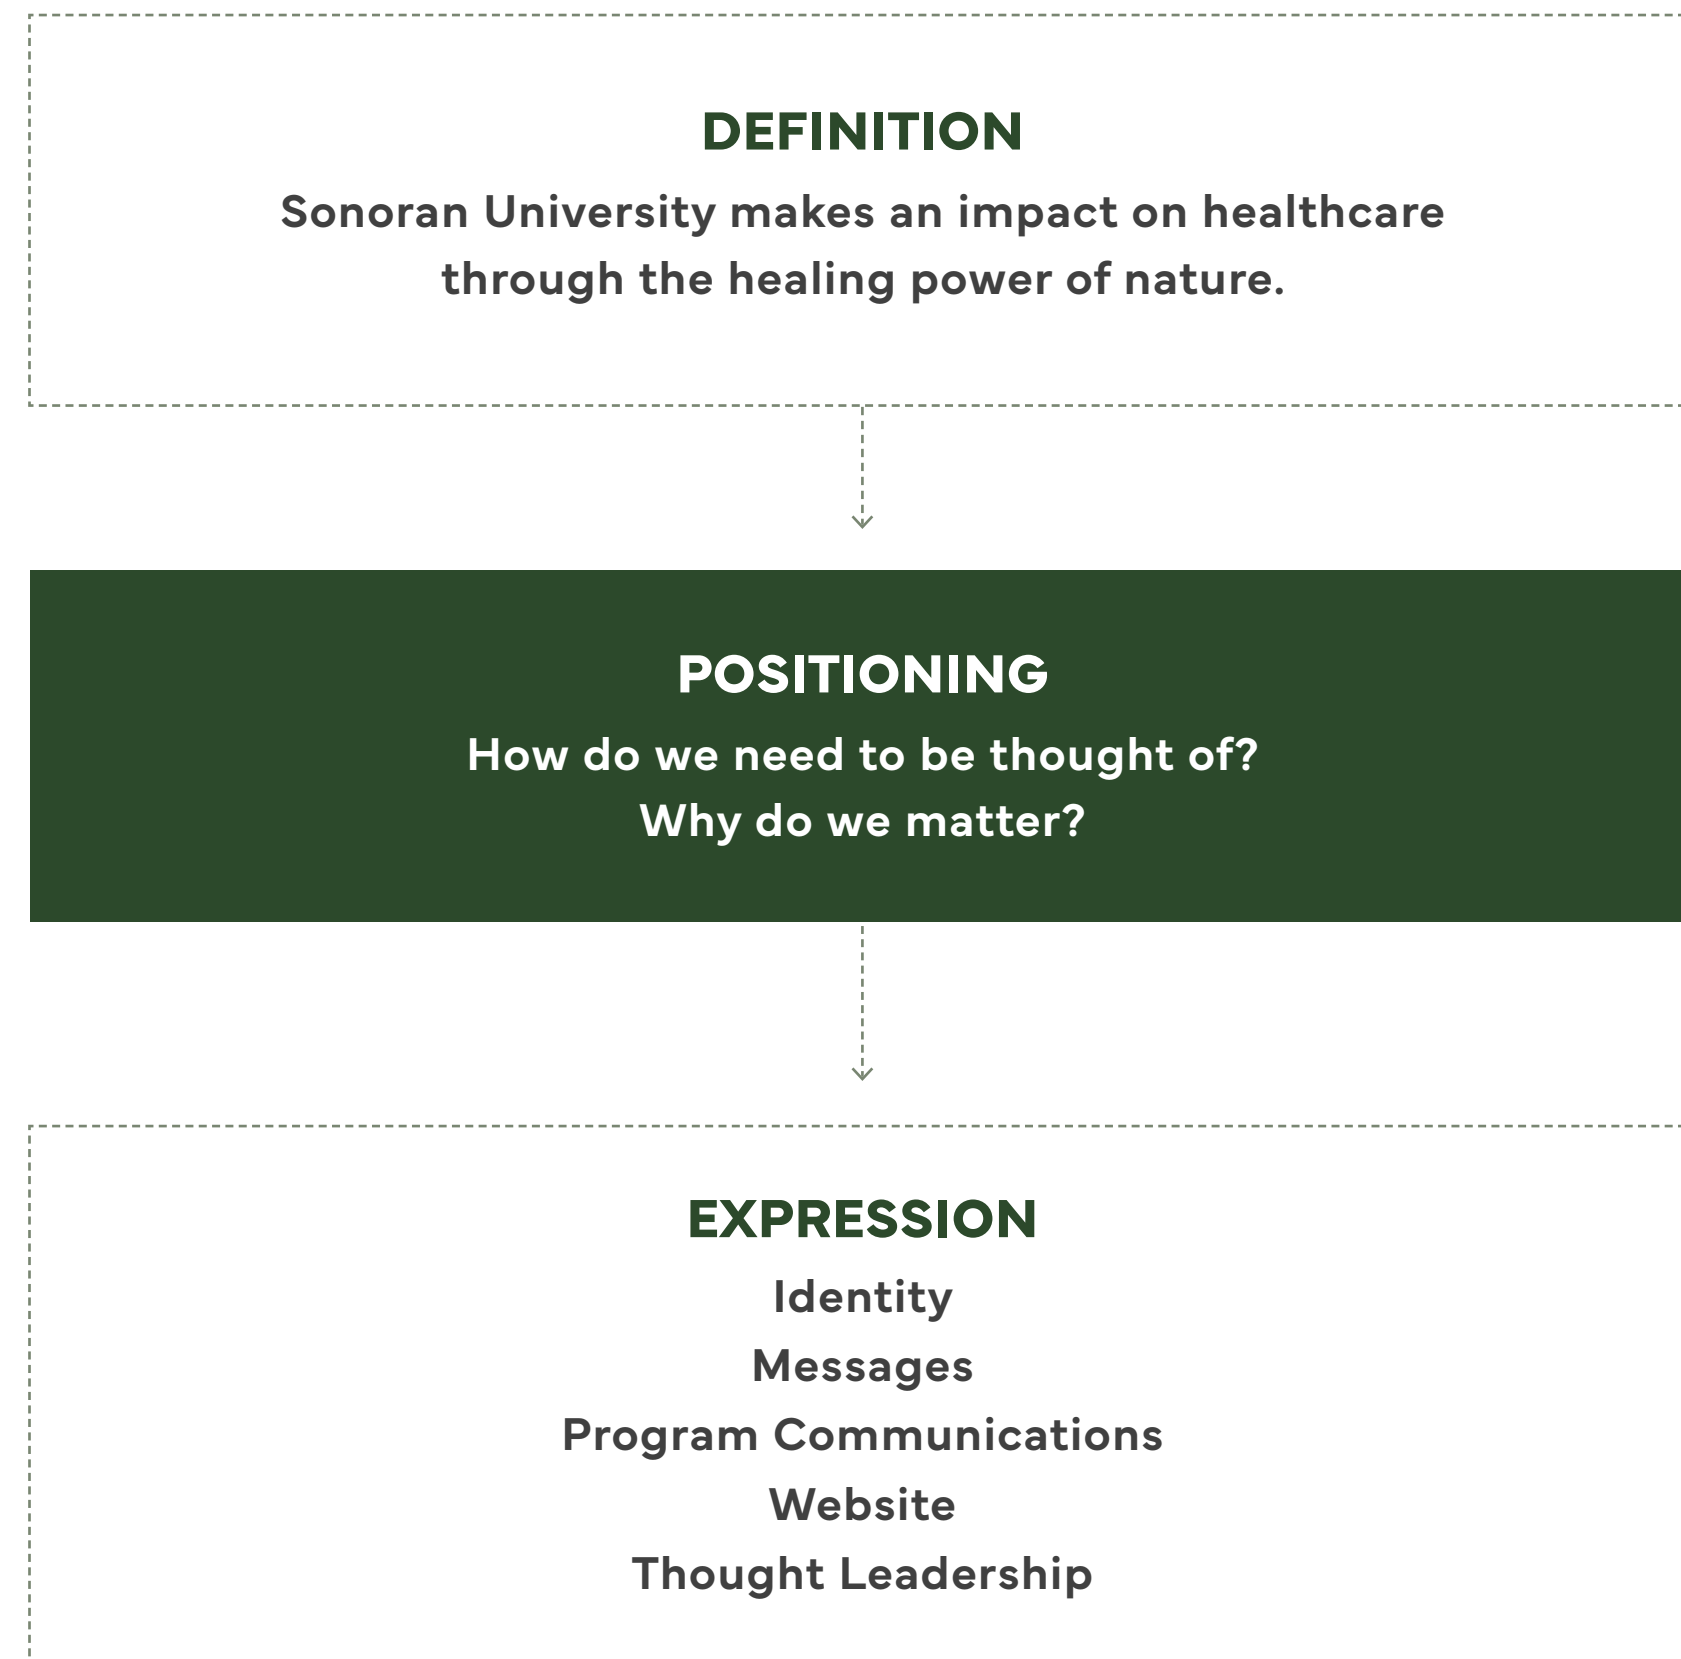 DEFINITION
Sonoran University makes an impact on healthcare
through the healing power of nature.
POSITIONING
How do we need to be thought of?
Why do we matter?
EXPRESSION
Identity
Messages
Program Communications
Website
Thought Leadership